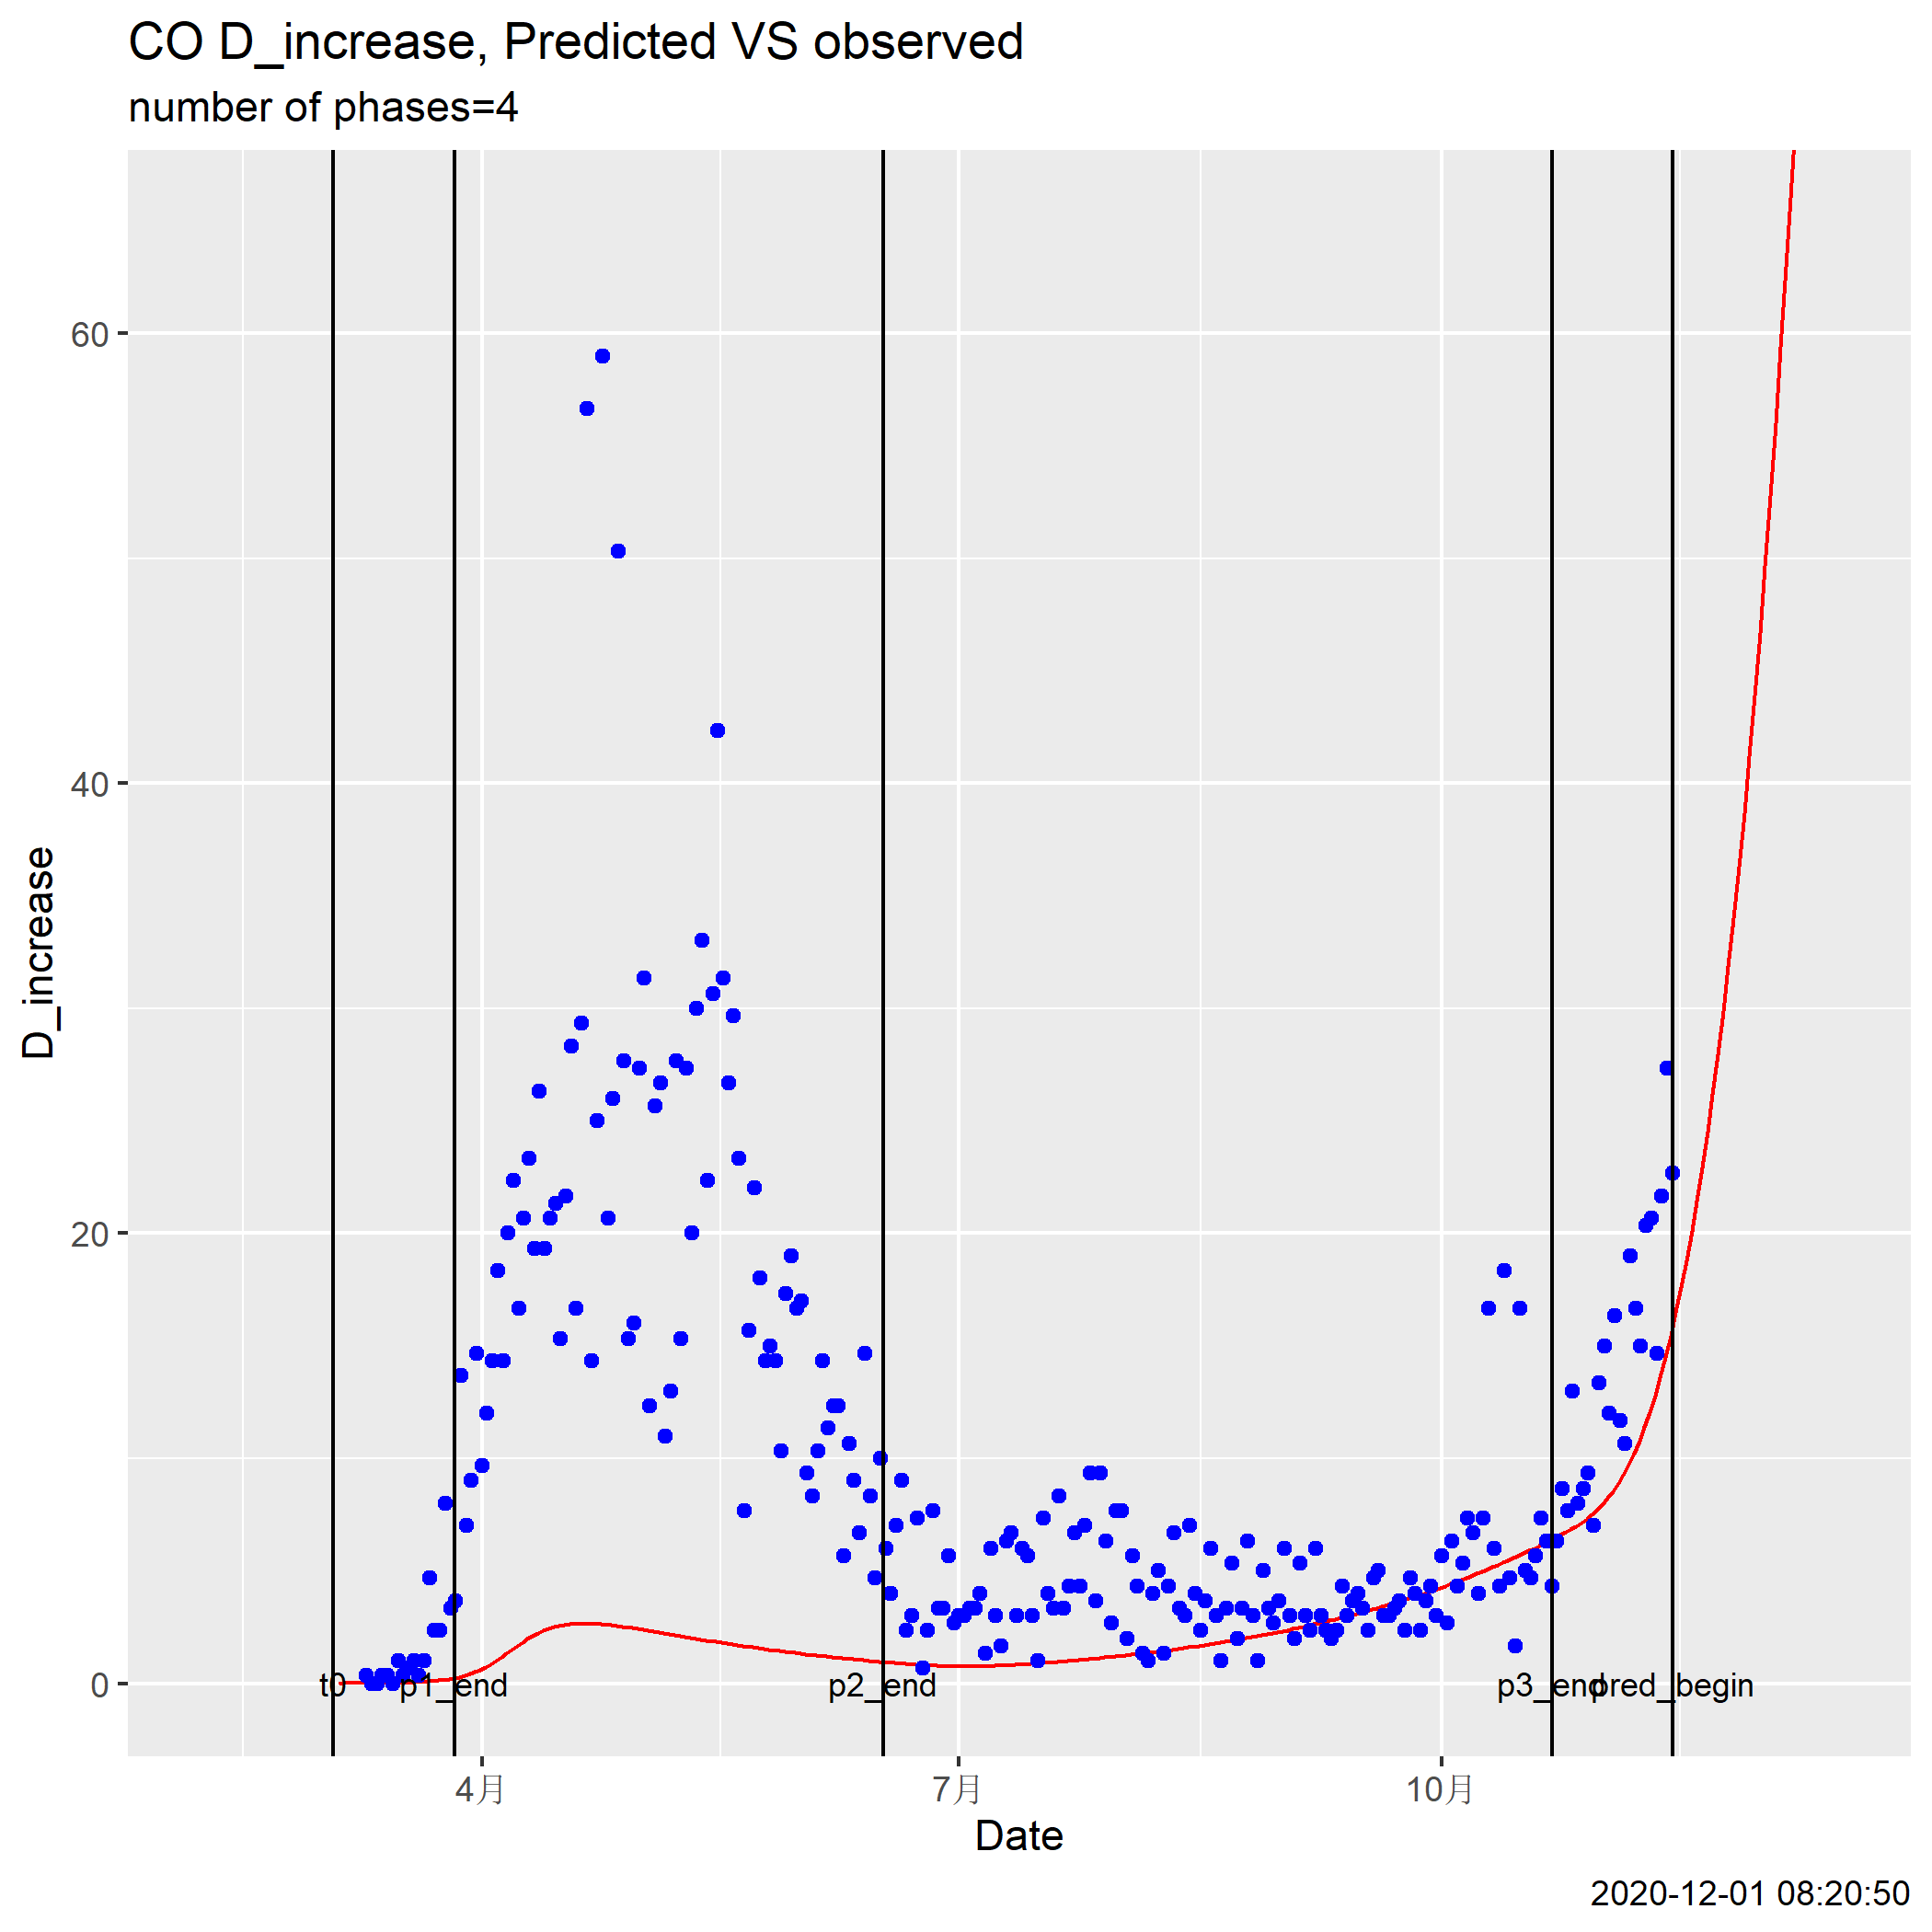 CO D_increase, Predicted VS observed
number of phases=4
60
40
20
0
D_increase
t0
p1_end
p2_end
p3_end
pred_begin
4月
7月
10月
Date
2020-12-01 08:20:50